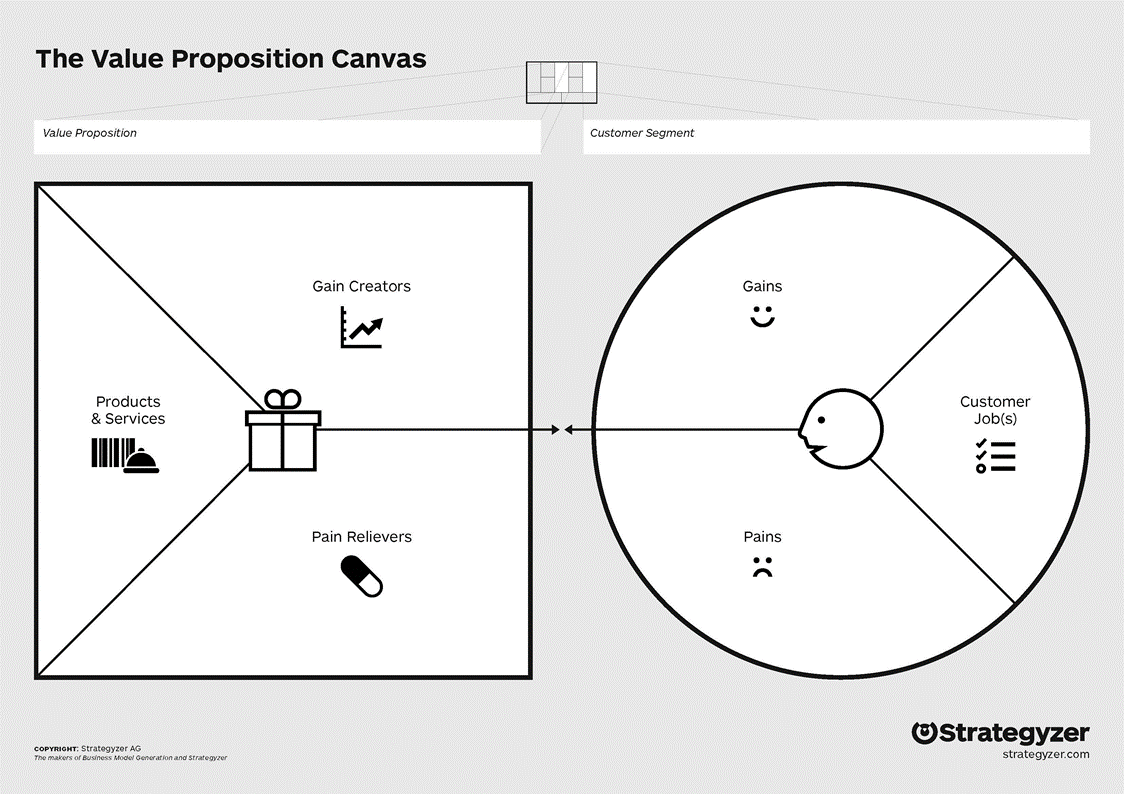 The Value Proposition Canvas
Value Proposition
Customer Segment
Gain Creators
Gains
Products
& Services
Customer
Job(s)
Pain Relievers
Pains
COPYRIGHT: Strategyzer AG
The makers of Business Model Generation and Strategyzer
Strategyzer
strategyzer.com